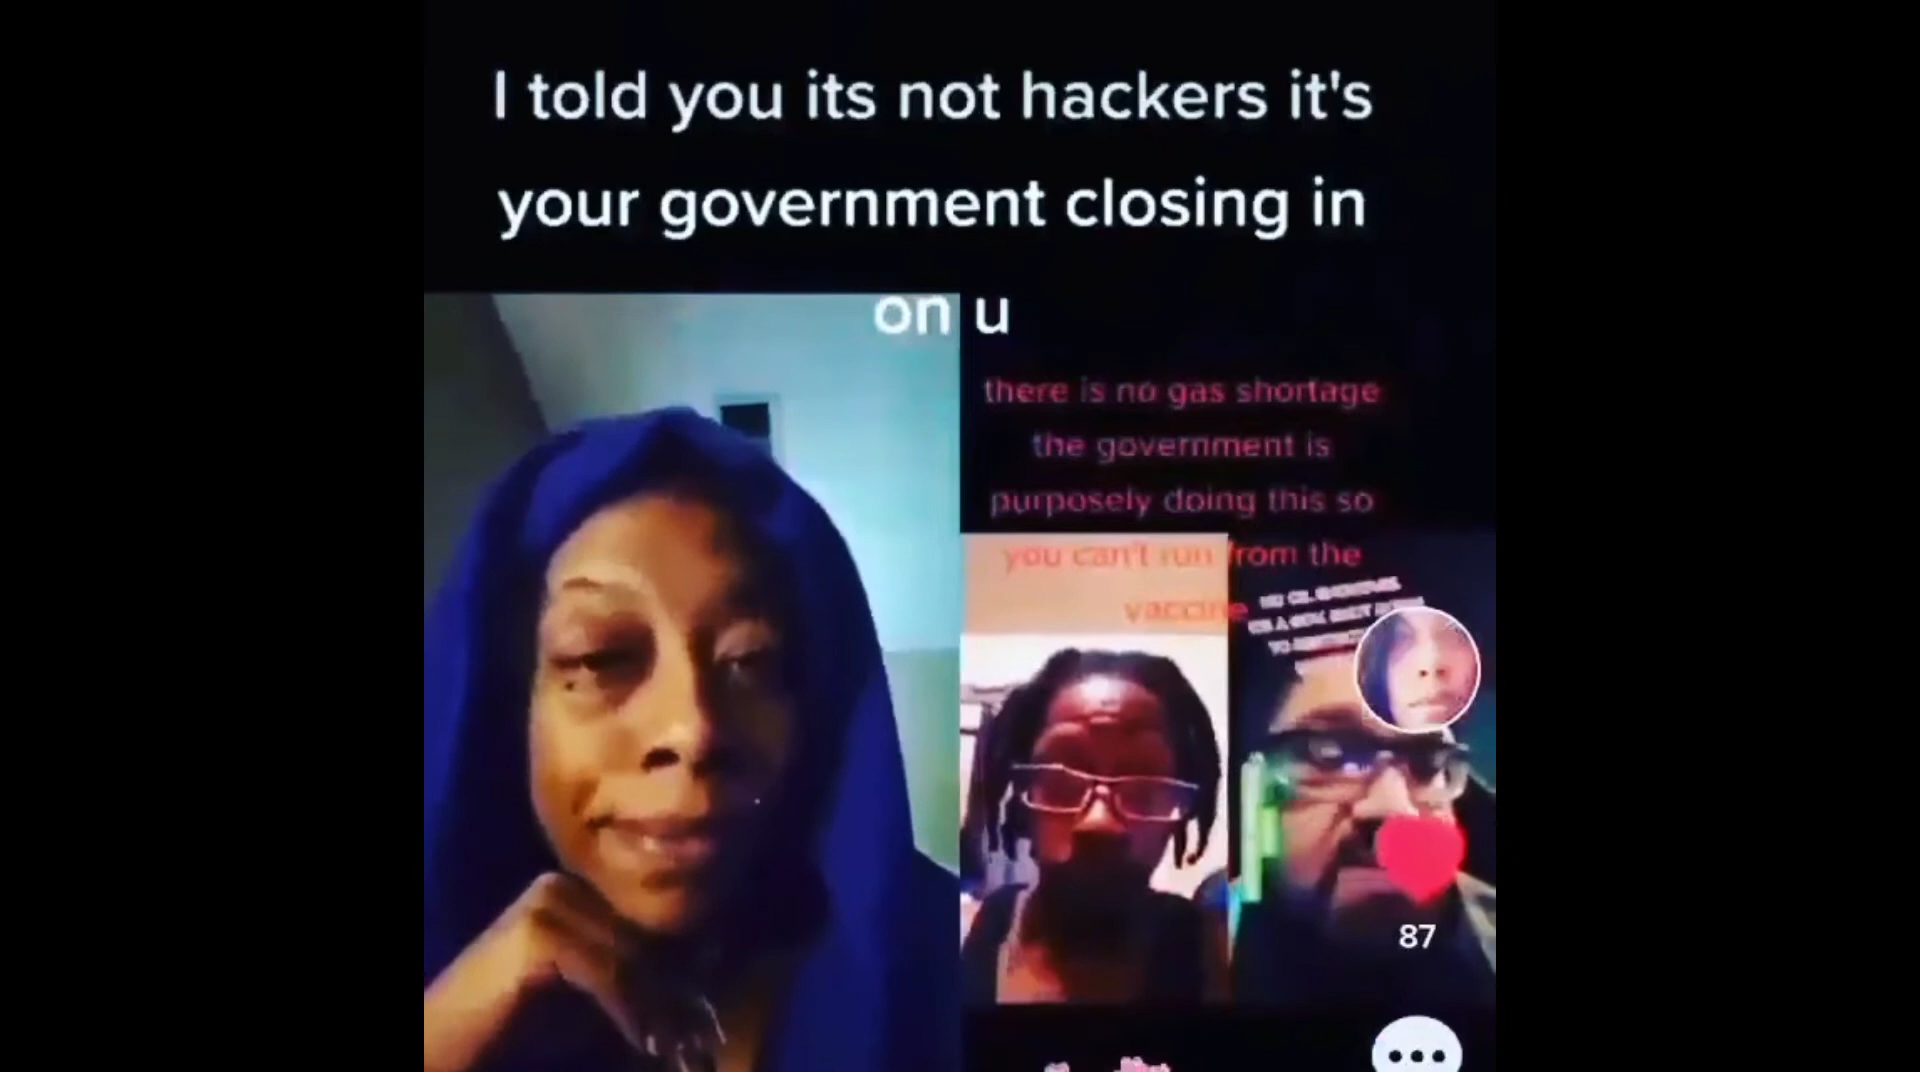 I told you its not hackers it's
your government closing in
on u
there is no gas shortage
the government is
purposely doing this so
you can't run from the
vaccine
87